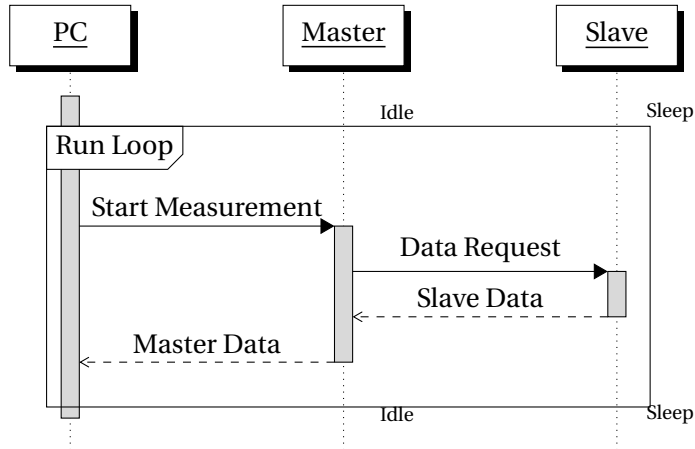 PC
Master
Slave
Idle
Sleep
Run Loop
Start Measurement
Data Request
Slave Data
Master Data
Idle
Sleep